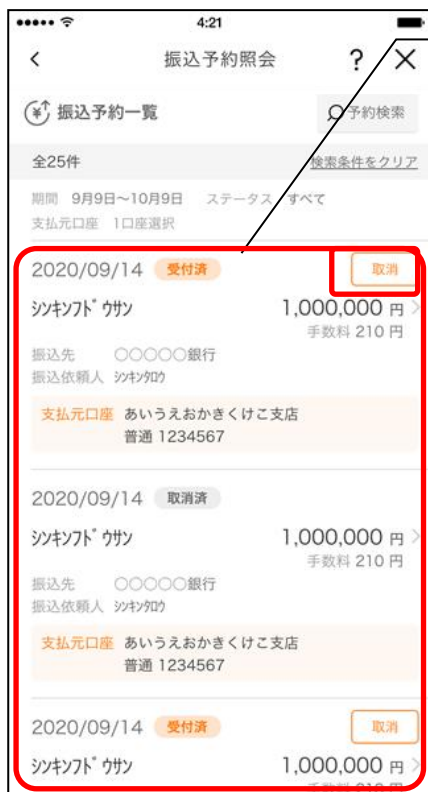 4:21
振込予約照会 ?
振込予約一覧 予約検索
全25件 検索条件をクリア
期間 9月9日~10月9日 ステータス すべて
支払元口座 1口座選択
2020/09/14 受付済 取消
シンキンフドウサン 1,000,000 円
手数料 210 円
振込先 ○○○○○銀行
振込依頼人 シンキンタロウ
支払元口座 あいうえおかきくけこ支店
普通 1234567
2020/09/14 取消済
シンキンフドウサン 1,000,000 円
手数料 210 円
振込先 ○○○○○銀行
振込依頼人 シンキンタロウ
支払元口座 あいうえおかきくけこ支店
普通 1234567
2020/09/14 受付済 取消
シンキンフドウサン 1,000,000 円